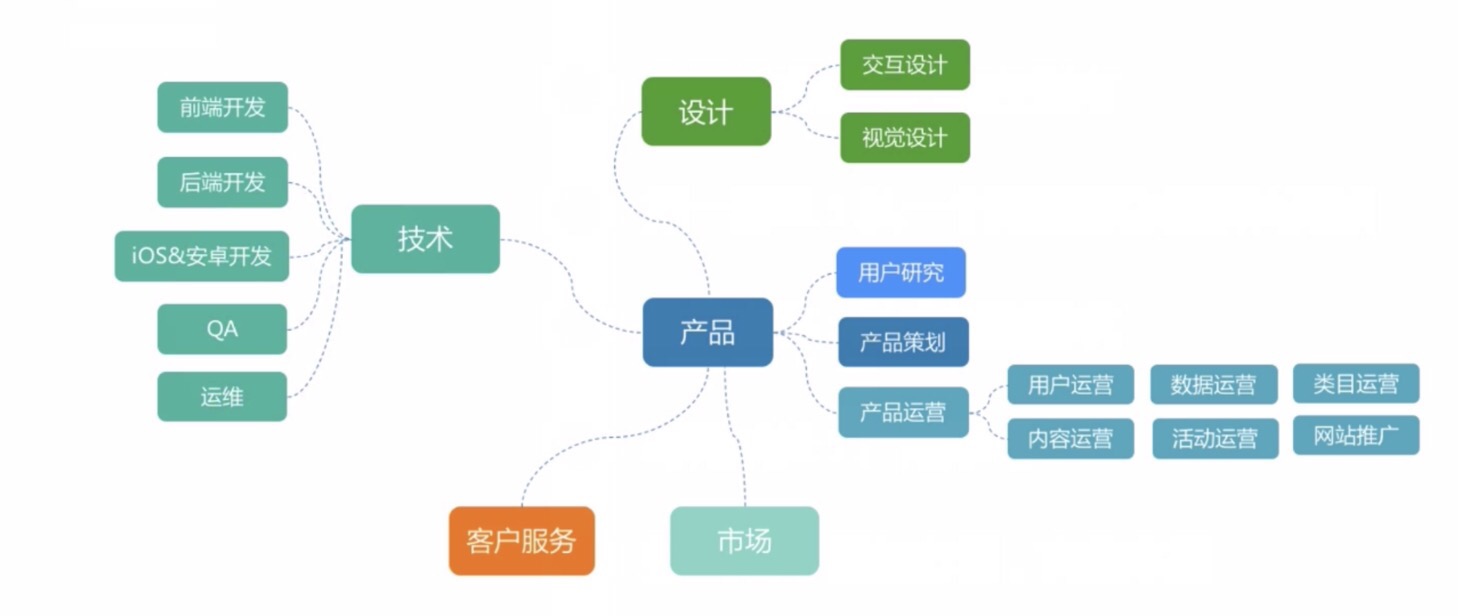 交互设计
设计
视觉设计
前端开发
后端开发
iOS&安卓开发
QA
运维
技术
产品
用户研究
产品策划
产品运营
用户运营
数据运营
类目运营
内容运营
活动运营
网站推广
客户服务
市场